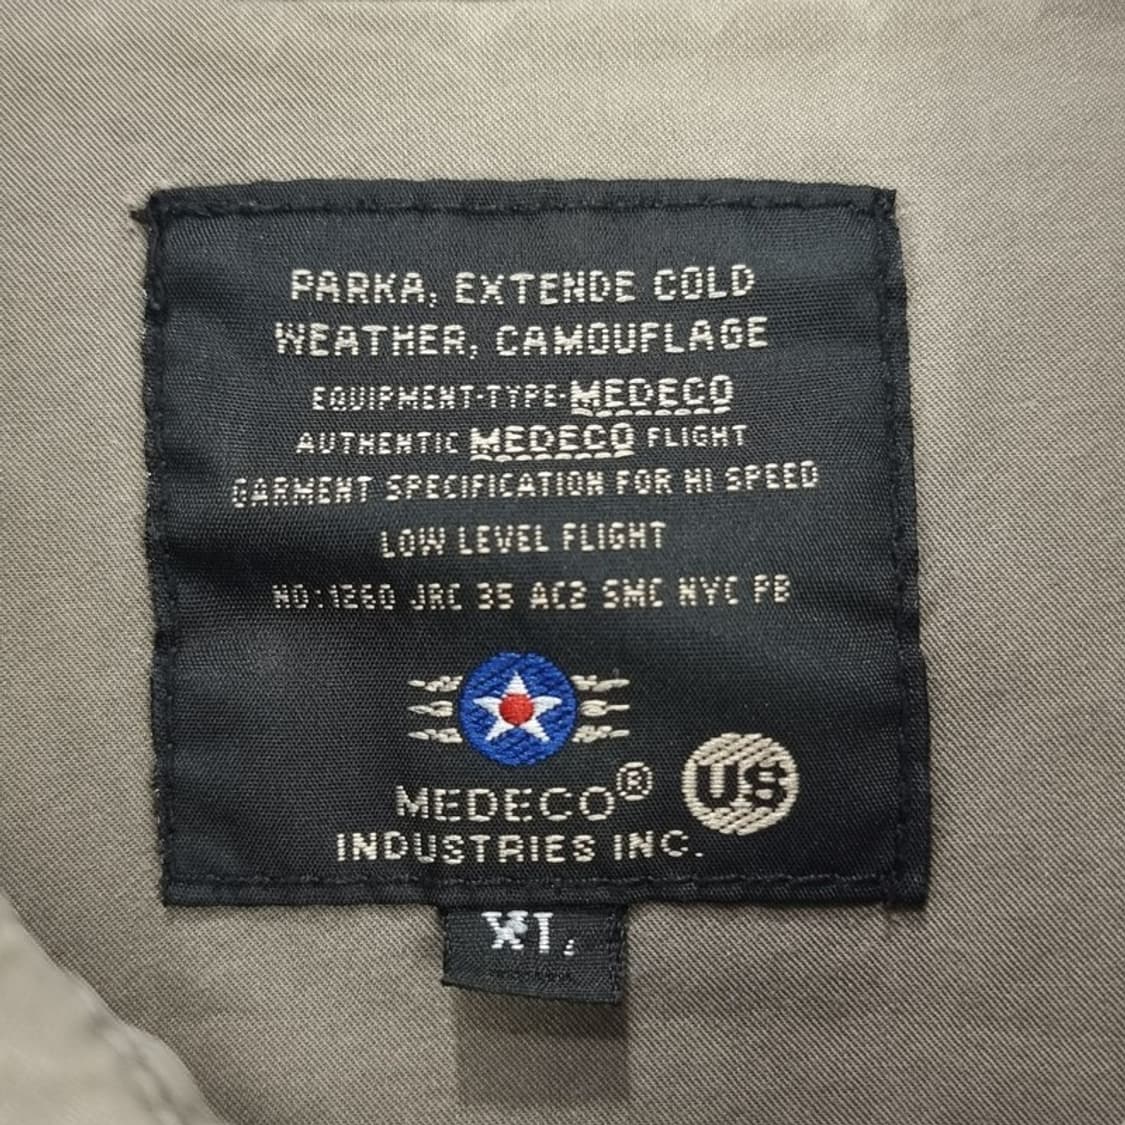 PARKA, EXTENDE COLD
WEATHER, CAMOUFLAGE
EQUIPMENT-TYPE-MEDECO
AUTHENTIC MEDECO FLIGHT
GARMENT SPECIFICATION FOR HI SPEED
LOW LEVEL FLIGHT
NO:1260 JRC 35 AC2 SMC NYC PB
MEDECO® US
INDUSTRIES INC.
XL